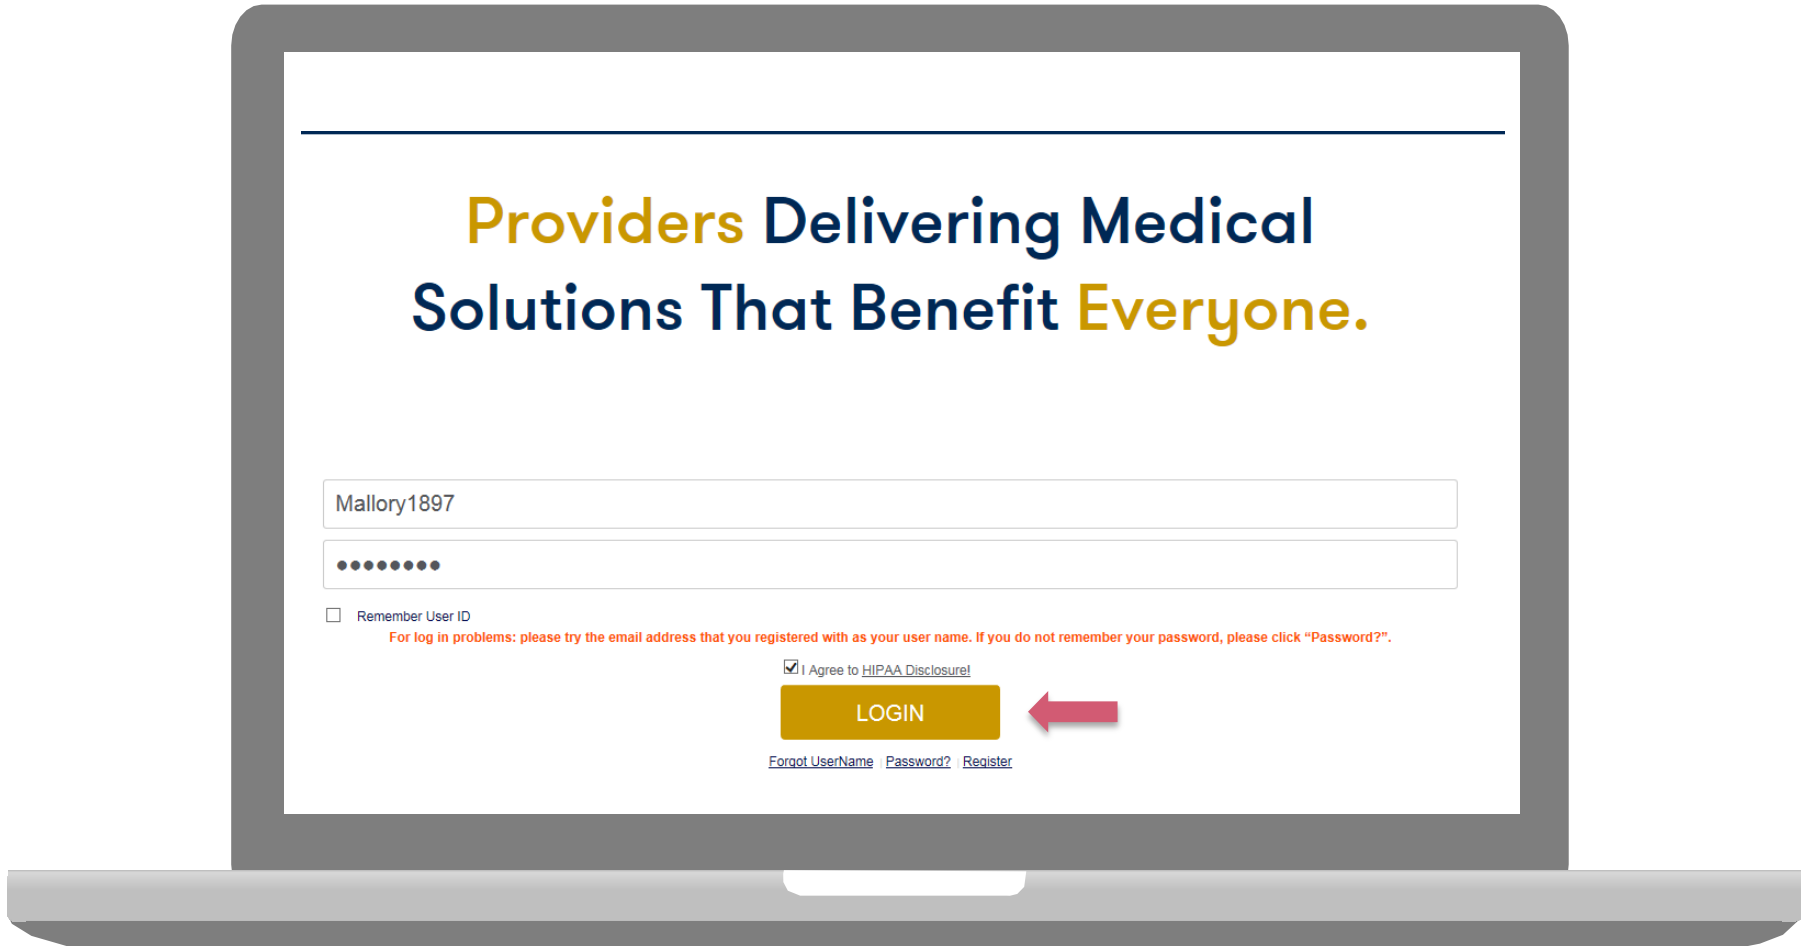 Providers Delivering Medical
Solutions That Benefit Everyone.
Mallory1897
••••••••
Remember User ID
For log in problems: please try the email address that you registered with as your user name. If you do not remember your password, please click “Password?”.
I Agree to HIPAA Disclosure!
LOGIN
Forgot UserName | Password? | Register